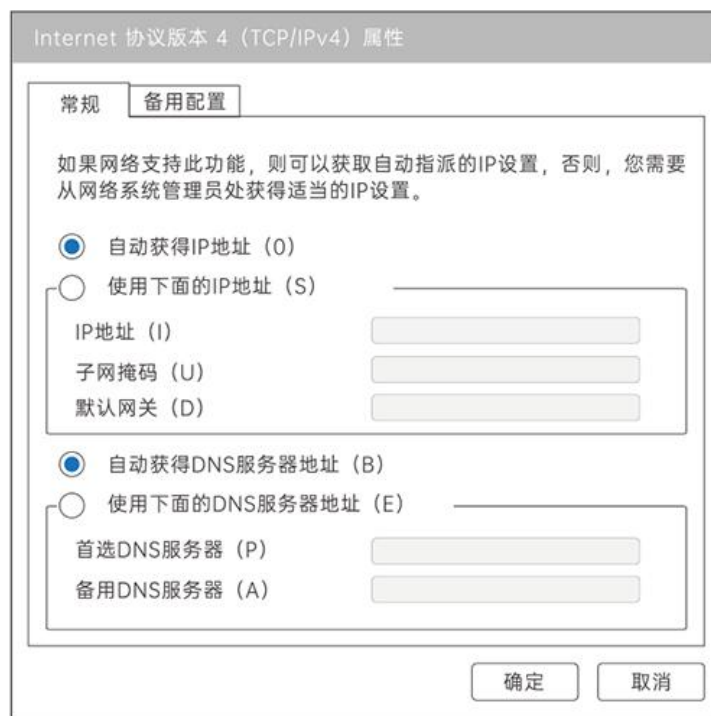 Internet 协议版本 4（TCP/IPv4）属性
常规
备用配置
如果网络支持此功能，则可以获取自动指派的IP设置，否则，您需要
从网络系统管理员处获得适当的IP设置。
自动获得IP地址（0）
使用下面的IP地址（S）
IP地址（I）
子网掩码（U）
默认网关（D）
自动获得DNS服务器地址（B）
使用下面的DNS服务器地址（E）
首选DNS服务器（P）
备用DNS服务器（A）
确定
取消